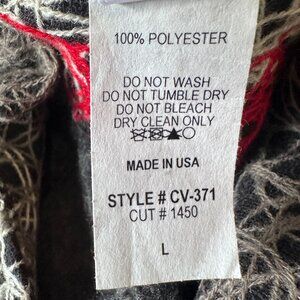 100% POLYESTER
DO NOT WASH
DO NOT TUMBLE DRY
DO NOT BLEACH
DRY CLEAN ONLY
MADE IN USA
STYLE # CV-371
CUT # 1450
L